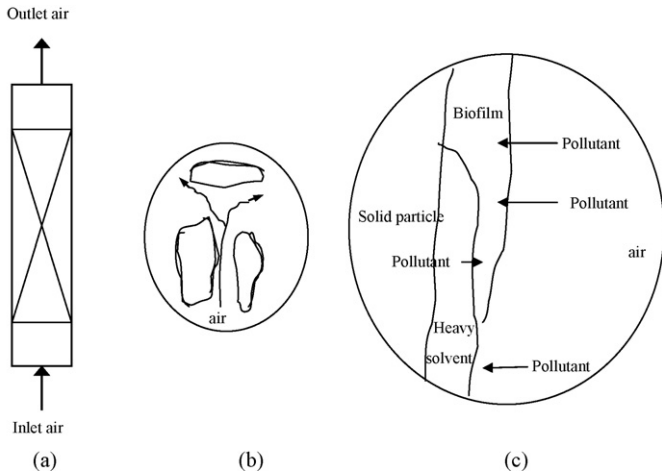 Outlet air
Inlet air
(a)
air
(b)
Biofilm
Pollutant
Pollutant
Solid particle
air
Pollutant
Heavy
solvent
Pollutant
(c)